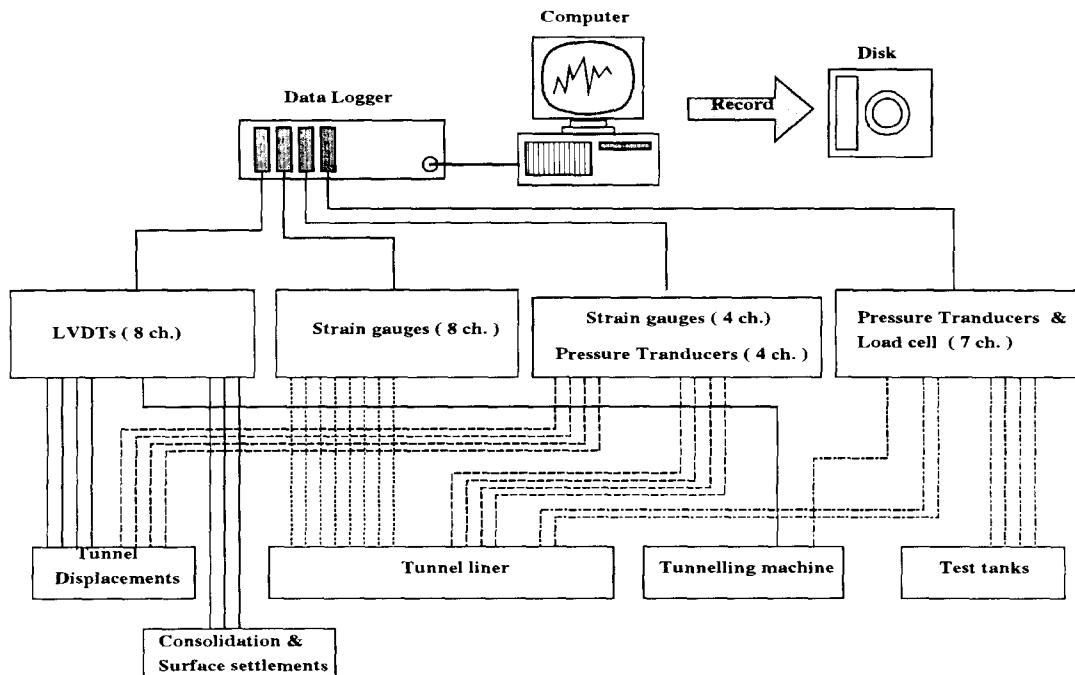 Computer
Disk
Data Logger
Record
LVDTs ( 8 ch.)
Strain gauges ( 8 ch. )
Strain gauges ( 4 ch.)
Pressure Tranducers ( 4 ch. )
Pressure Tranducers &
Load cell ( 7 ch. )
Tunnel
Displacements
Tunnel liner
Tunnelling machine
Test tanks
Consolidation &
Surface settlements